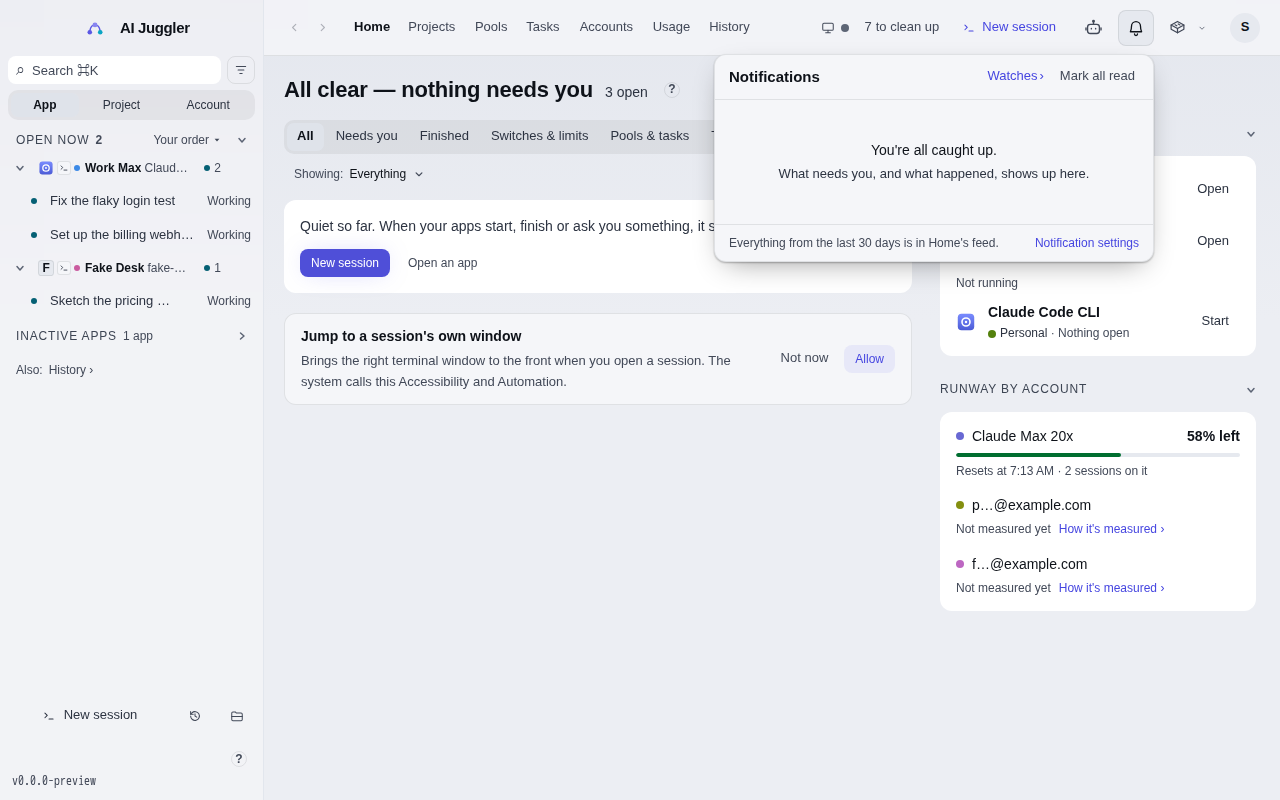 AI Juggler
Search ⌘K
App Project Account
OPEN NOW 2 Your order
Work Max Claud… 2
Fix the flaky login test Working
Set up the billing webh… Working
F Fake Desk fake-… 1
Sketch the pricing … Working
INACTIVE APPS 1 app
Also: History ›
New session
?
v0.0.0-preview
Home Projects Pools Tasks Accounts Usage History
7 to clean up New session S
All clear — nothing needs you 3 open ?
All Needs you Finished Switches & limits Pools & tasks
Showing: Everything
Quiet so far. When your apps start, finish or ask you something, it s
New session Open an app
Jump to a session's own window
Brings the right terminal window to the front when you open a session. The
system calls this Accessibility and Automation.
Not now Allow
Notifications Watches › Mark all read
You're all caught up.
What needs you, and what happened, shows up here.
Everything from the last 30 days is in Home's feed. Notification settings
Open
Open
Not running
Claude Code CLI
Personal · Nothing open
Start
RUNWAY BY ACCOUNT
Claude Max 20x 58% left
Resets at 7:13 AM · 2 sessions on it
p…@example.com
Not measured yet How it's measured ›
f…@example.com
Not measured yet How it's measured ›